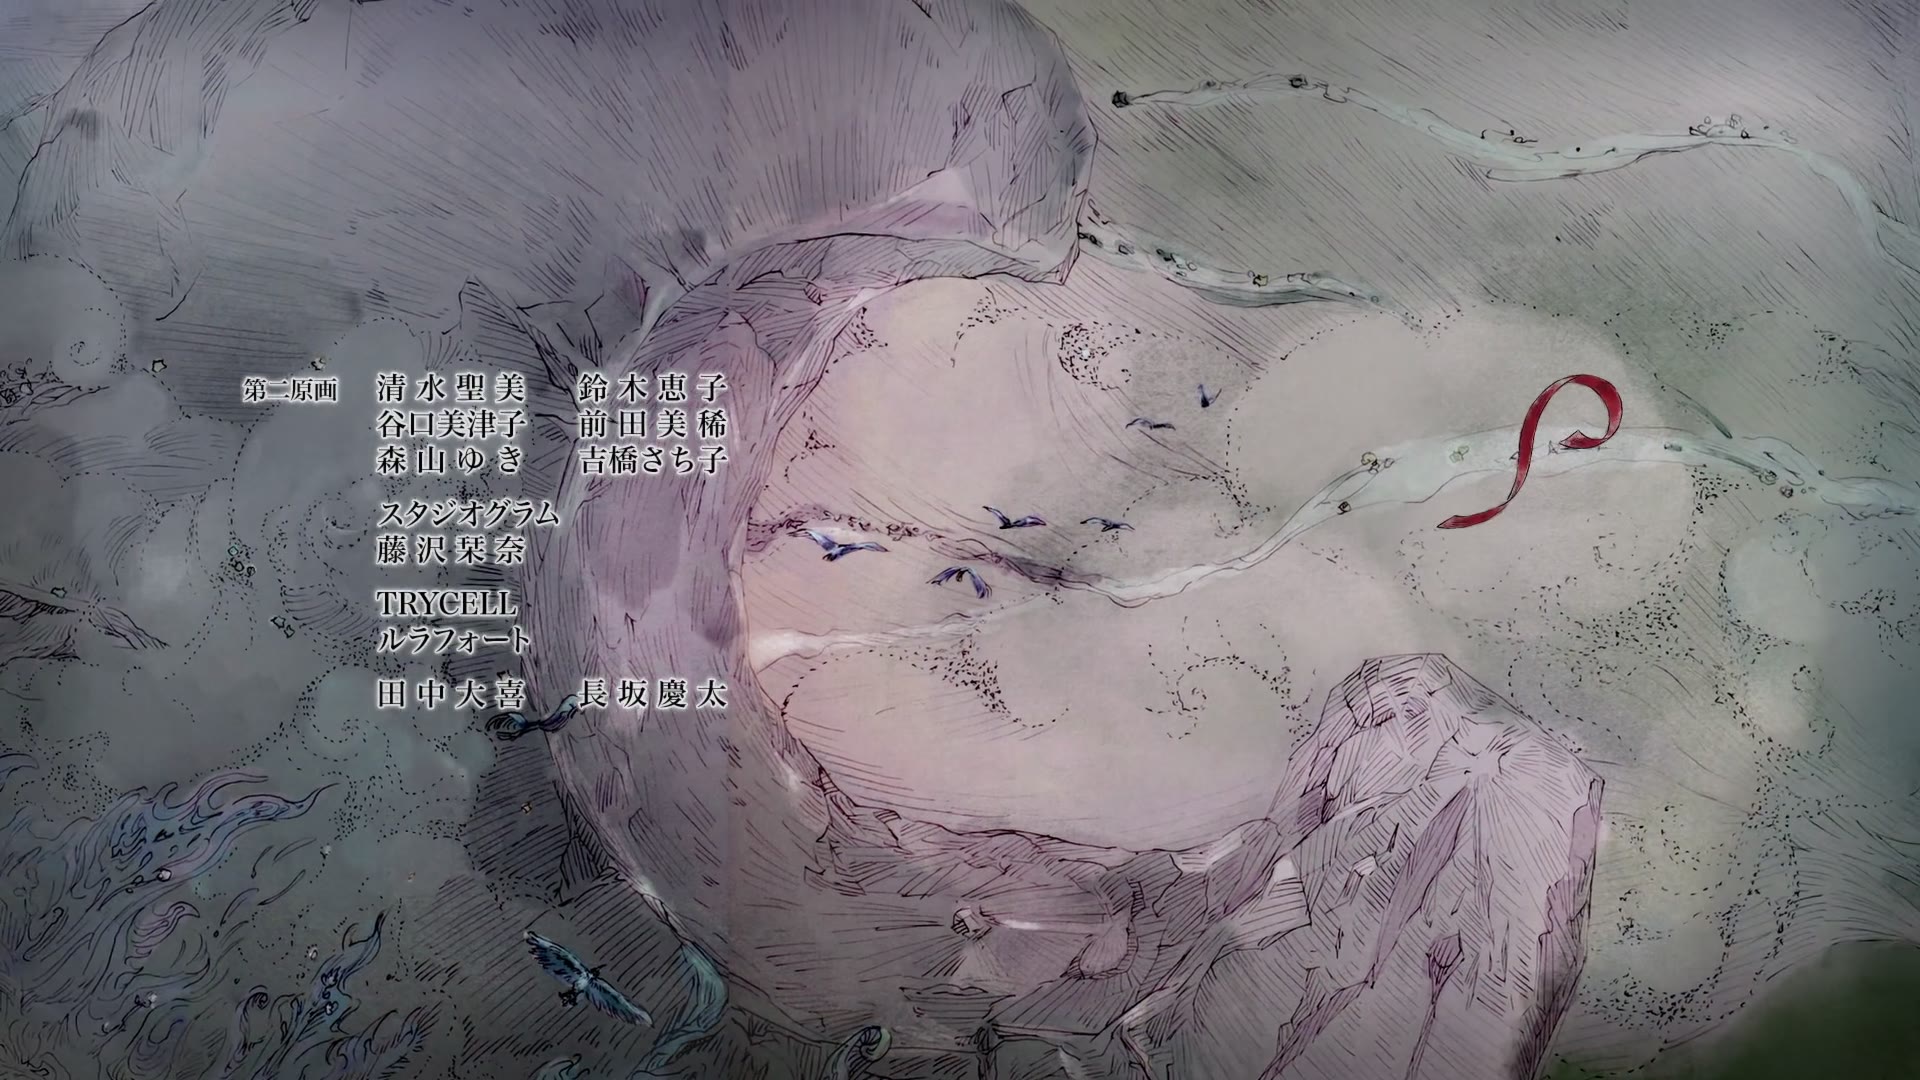 第二原画 清水聖美 鈴木恵子
谷口美津子 前田美稀
森山ゆき 吉橋さち子
スタジオグラム
藤沢栞奈
TRYCELL
ルラフォート
田中大喜 長坂慶太